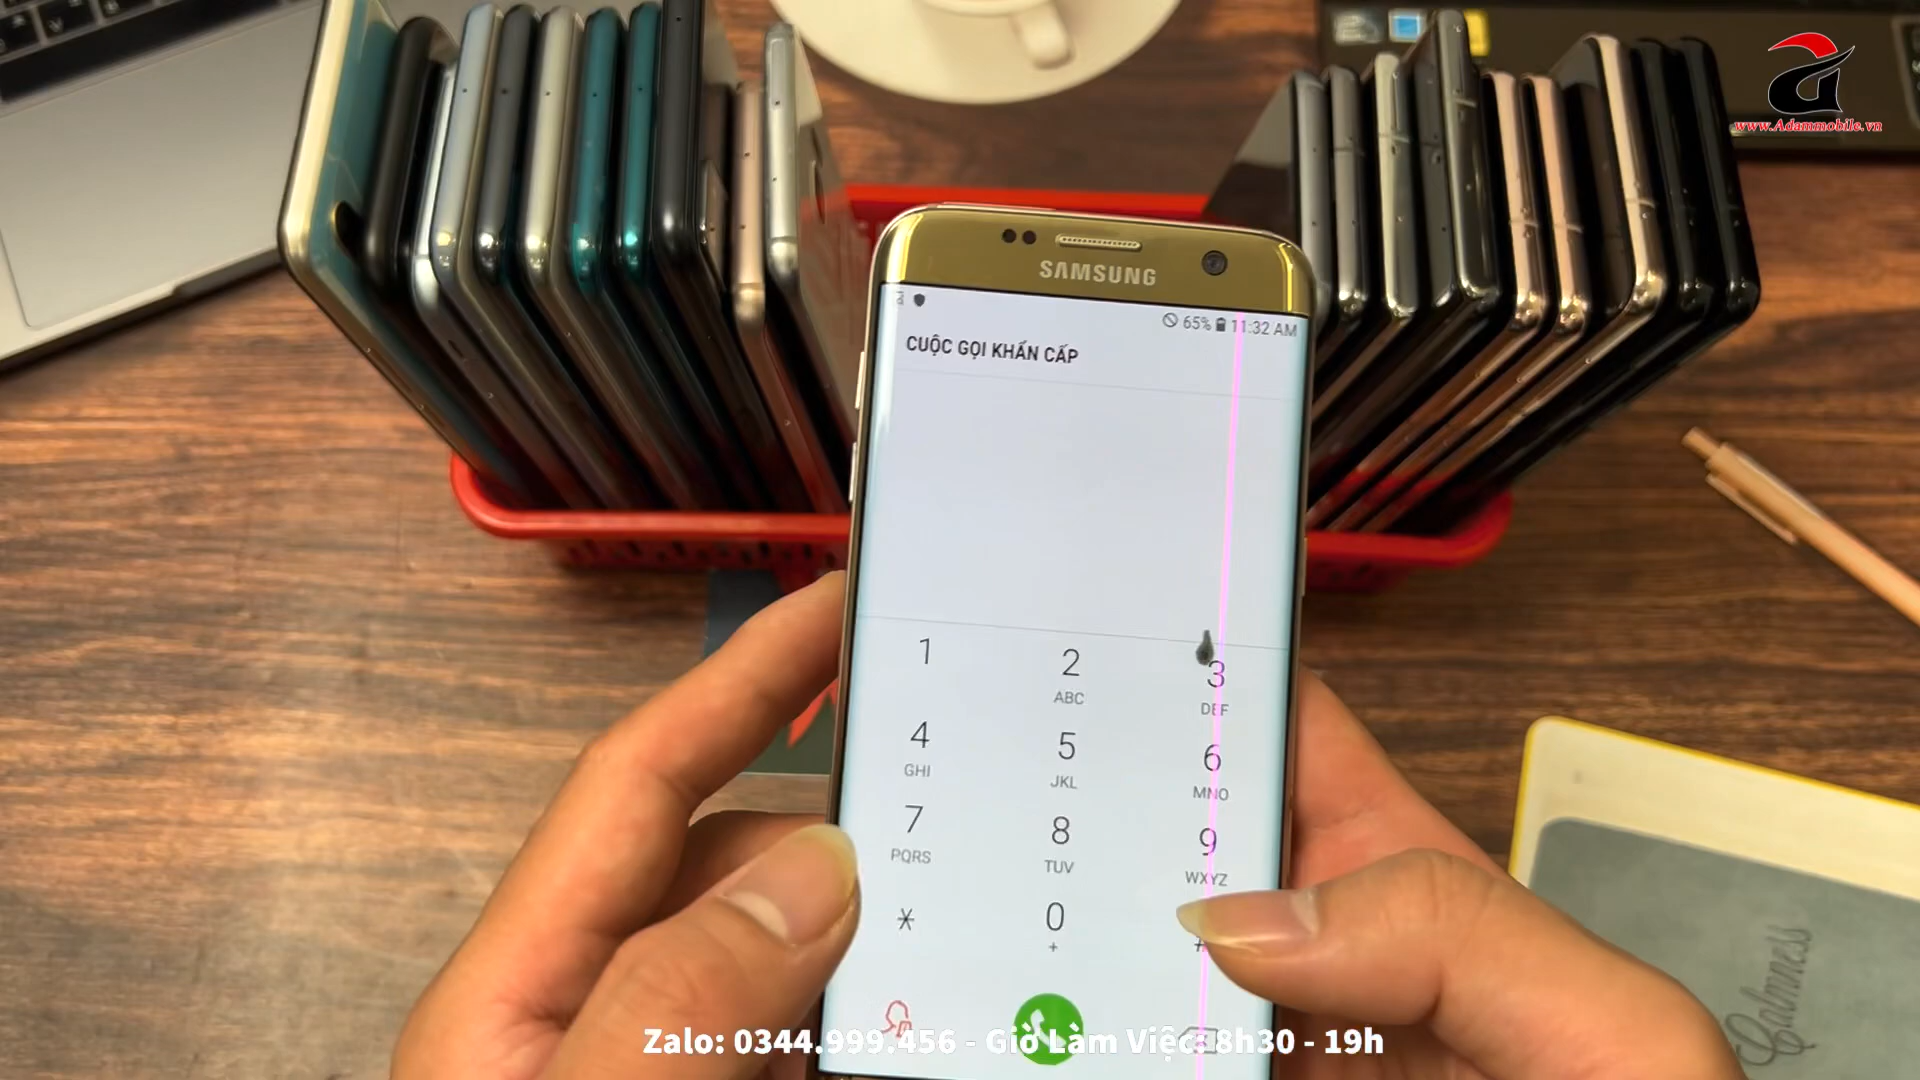 www.Adammobile.vn
SAMSUNG
65% 11:32 AM
CUỘC GỌI KHẨN CẤP
1
2
3
ABC
DEF
4
5
6
GHI
JKL
MNO
7
8
9
PQRS
TUV
WXYZ
*
0
+
Calmness
Zalo: 0344.999.456 - Giờ Làm Việc: 8h30 - 19h